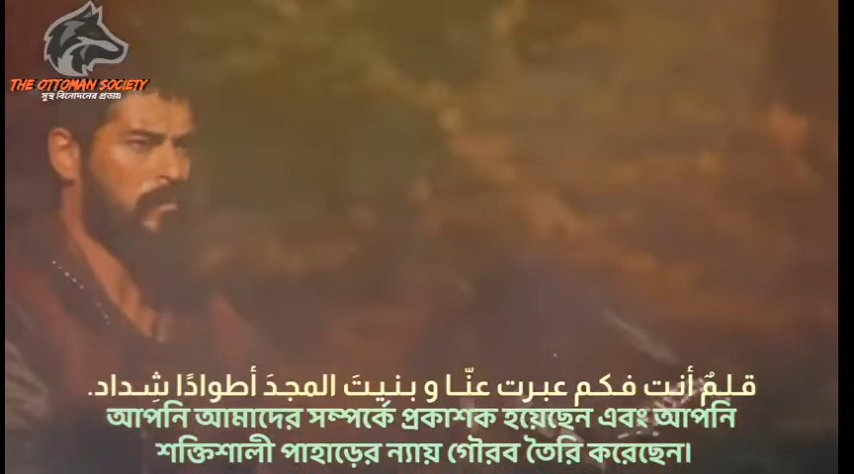 THE OTTOMAN SOCIETY
সুস্থ বিনোদনের প্রত্যয়
قلمٌ أنت فكم عبرت عنّا و بنيتَ المجدَ أطوادًا شِداد.
আপনি আমাদের সম্পর্কে প্রকাশক হয়েছেন এবং আপনি
শক্তিশালী পাহাড়ের ন্যায় গৌরব তৈরি করেছেন।